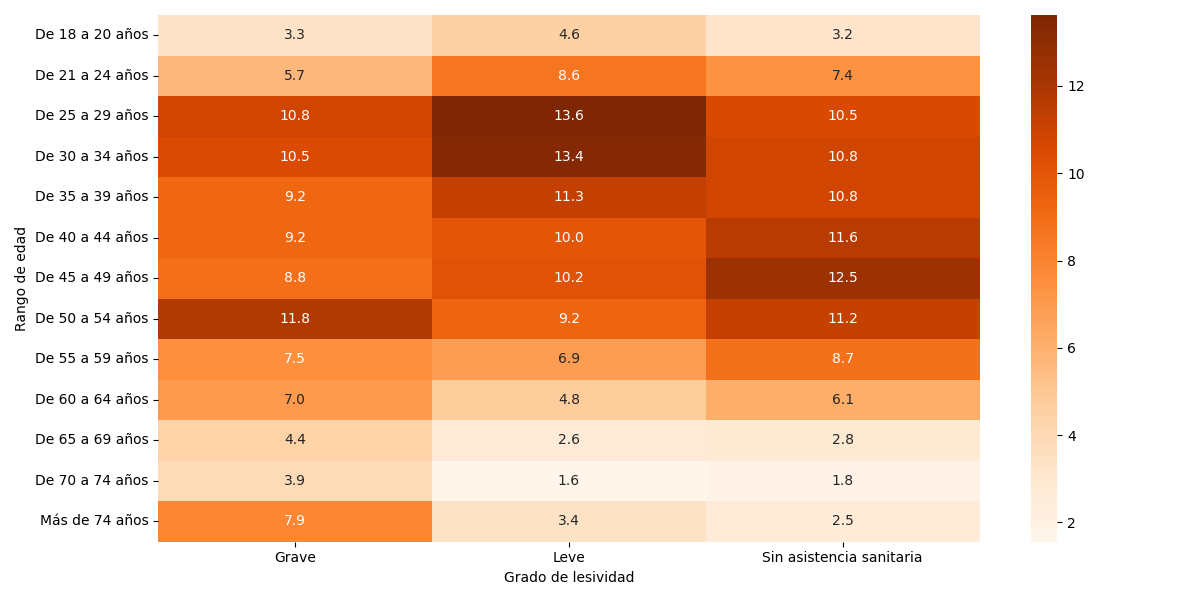 Rango de edad
De 18 a 20 años 3.3 4.6 3.2
De 21 a 24 años 5.7 8.6 7.4
De 25 a 29 años 10.8 13.6 10.5
De 30 a 34 años 10.5 13.4 10.8
De 35 a 39 años 9.2 11.3 10.8
De 40 a 44 años 9.2 10.0 11.6
De 45 a 49 años 8.8 10.2 12.5
De 50 a 54 años 11.8 9.2 11.2
De 55 a 59 años 7.5 6.9 8.7
De 60 a 64 años 7.0 4.8 6.1
De 65 a 69 años 4.4 2.6 2.8
De 70 a 74 años 3.9 1.6 1.8
Más de 74 años 7.9 3.4 2.5
Grave Leve Sin asistencia sanitaria
Grado de lesividad
12
10
8
6
4
2